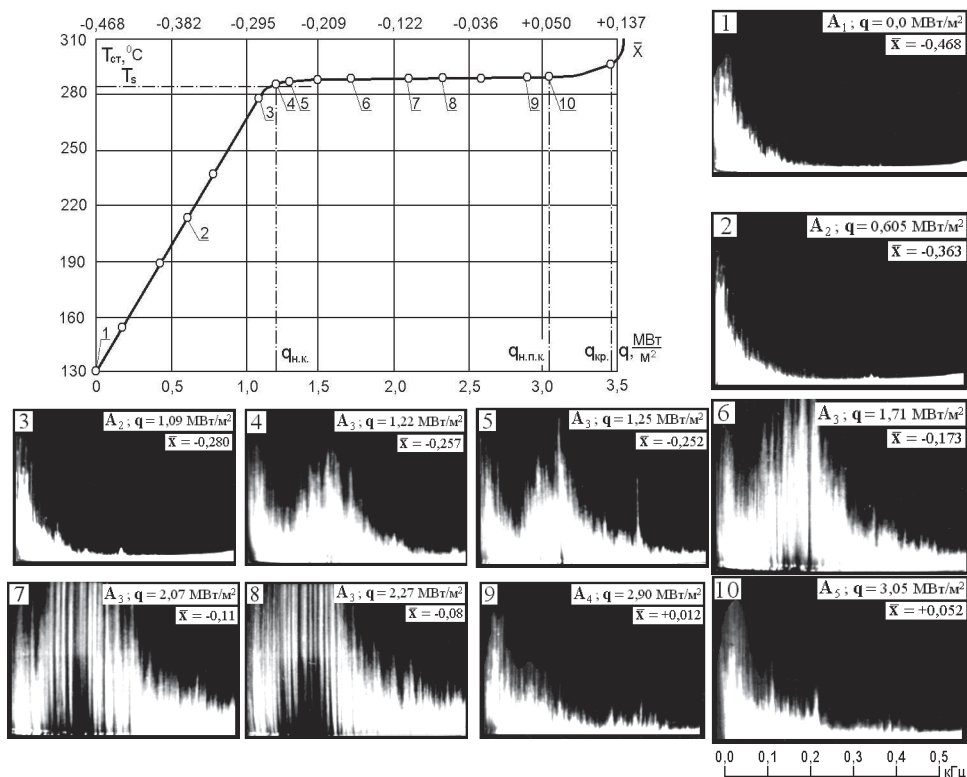 -0,468 -0,382 -0,295 -0,209 -0,122 -0,036 +0,050 +0,137
310
280
250
220
190
160
130
Tст, ⁰C
Ts
X̄
1
2
3
4
5
6
7
8
9
10
qн.к.
qн.п.к.
qкр.
q, МВт/м²
0 0,5 1,0 1,5 2,0 2,5 3,0 3,5
1
A₁ ; q = 0,0 МВт/м²
x̄ = -0,468
2
A₂ ; q = 0,605 МВт/м²
x̄ = -0,363
3
A₂ ; q = 1,09 МВт/м²
x̄ = -0,280
4
A₃ ; q = 1,22 МВт/м²
x̄ = -0,257
5
A₃ ; q = 1,25 МВт/м²
x̄ = -0,252
6
A₃ ; q = 1,71 МВт/м²
x̄ = -0,173
7
A₃ ; q = 2,07 МВт/м²
x̄ = -0,11
8
A₃ ; q = 2,27 МВт/м²
x̄ = -0,08
9
A₄ ; q = 2,90 МВт/м²
x̄ = +0,012
10
A₅ ; q = 3,05 МВт/м²
x̄ = +0,052
0,0 0,1 0,2 0,3 0,4 0,5
кГц